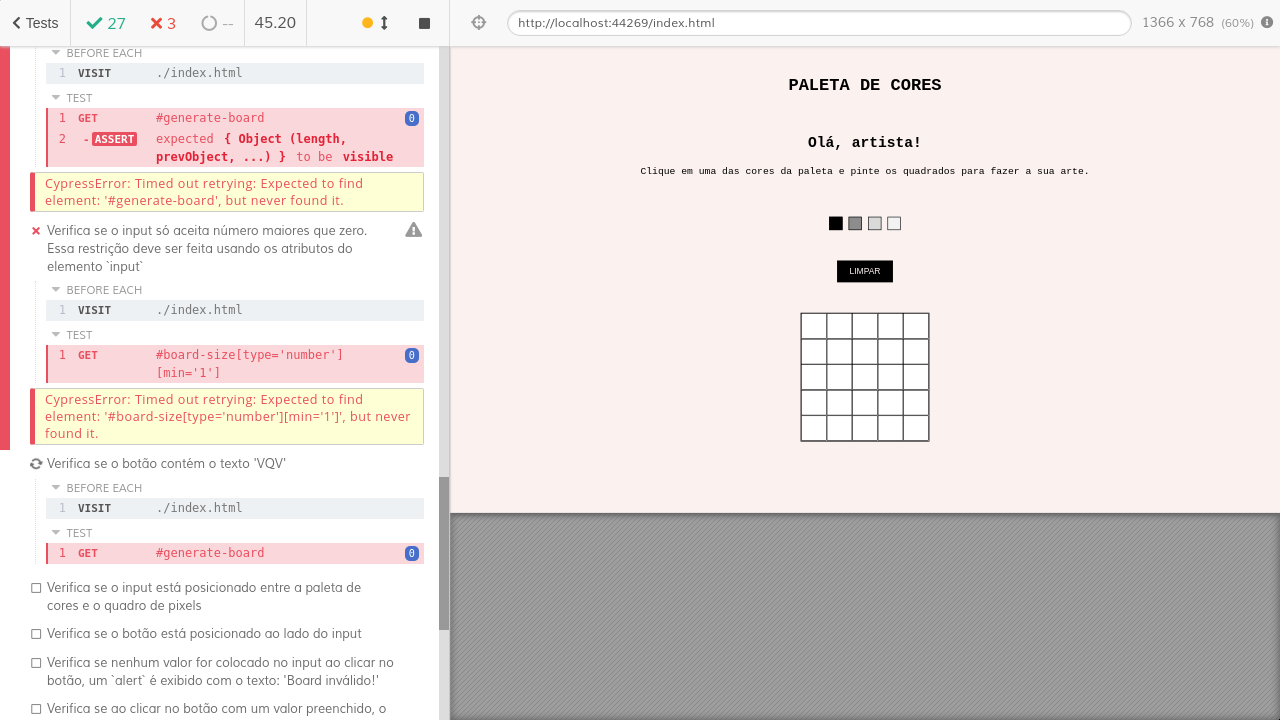 Tests
27
3
--
45.20
http://localhost:44269/index.html
1366 x 768 (60%)
BEFORE EACH
1 VISIT ./index.html
TEST
1 GET #generate-board 0
2 - ASSERT expected { Object (length,
prevObject, ...) } to be visible
CypressError: Timed out retrying: Expected to find
element: '#generate-board', but never found it.
Verifica se o input só aceita número maiores que zero.
Essa restrição deve ser feita usando os atributos do
elemento `input`
BEFORE EACH
1 VISIT ./index.html
TEST
1 GET #board-size[type='number'] 0
[min='1']
CypressError: Timed out retrying: Expected to find
element: '#board-size[type='number'][min='1']', but never
found it.
Verifica se o botão contém o texto 'VQV'
BEFORE EACH
1 VISIT ./index.html
TEST
1 GET #generate-board 0
Verifica se o input está posicionado entre a paleta de
cores e o quadro de pixels
Verifica se o botão está posicionado ao lado do input
Verifica se nenhum valor for colocado no input ao clicar no
botão, um `alert` é exibido com o texto: 'Board inválido!'
Verifica se ao clicar no botão com um valor preenchido, o
PALETA DE CORES
Olá, artista!
Clique em uma das cores da paleta e pinte os quadrados para fazer a sua arte.
LIMPAR